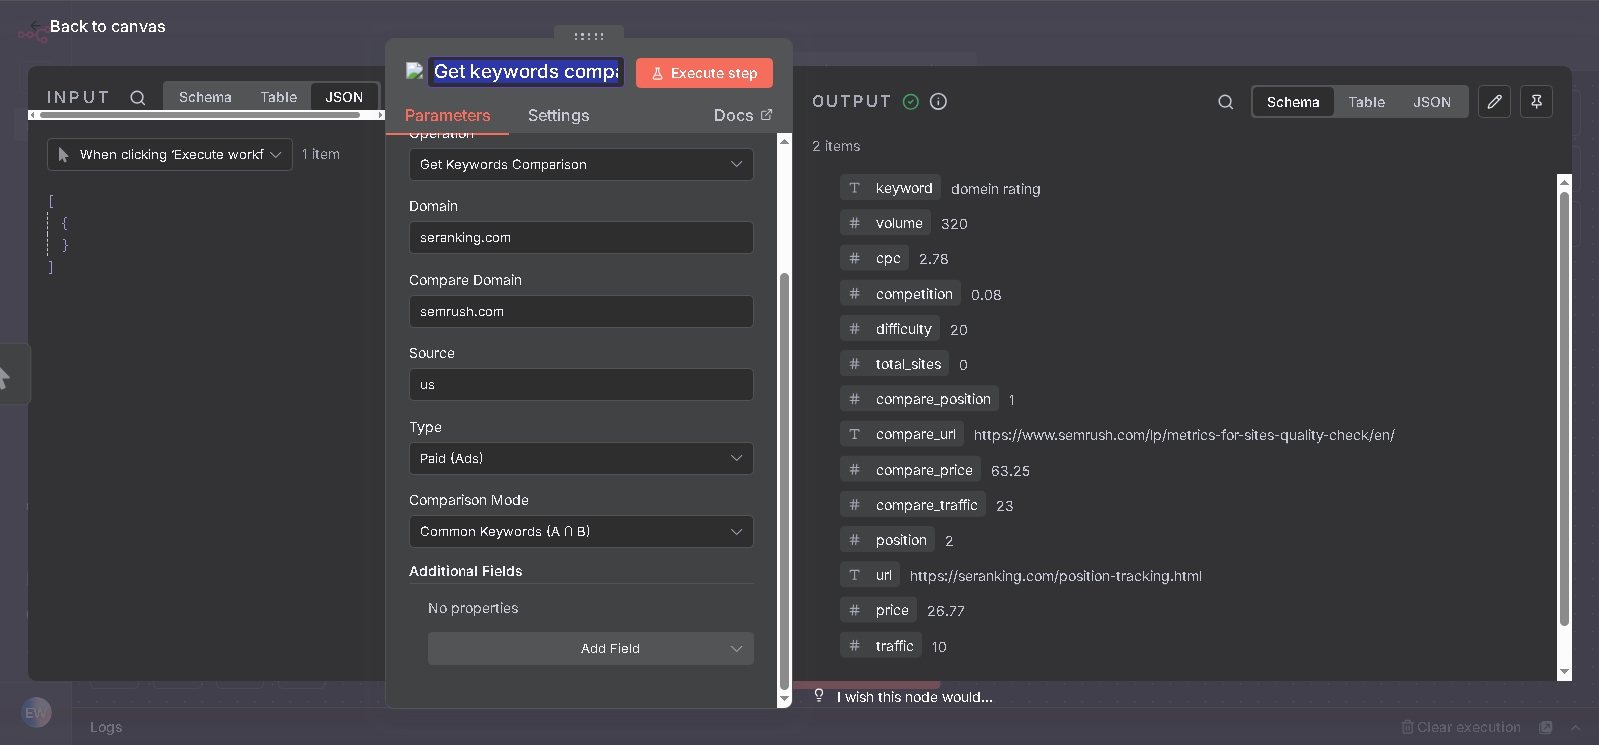 Back to canvas
INPUT
Schema
Table
JSON
When clicking 'Execute workf
1 item
[
{
}
]
Get keywords compa
Execute step
Parameters
Settings
Docs
Operation
Get Keywords Comparison
Domain
seranking.com
Compare Domain
semrush.com
Source
us
Type
Paid (Ads)
Comparison Mode
Common Keywords (A ∩ B)
Additional Fields
No properties
Add Field
OUTPUT
Schema
Table
JSON
2 items
T keyword domein rating
# volume 320
# cpc 2.78
# competition 0.08
# difficulty 20
# total_sites 0
# compare_position 1
T compare_url https://www.semrush.com/lp/metrics-for-sites-quality-check/en/
# compare_price 63.25
# compare_traffic 23
# position 2
T url https://seranking.com/position-tracking.html
# price 26.77
# traffic 10
I wish this node would...
EW
Logs
Clear execution